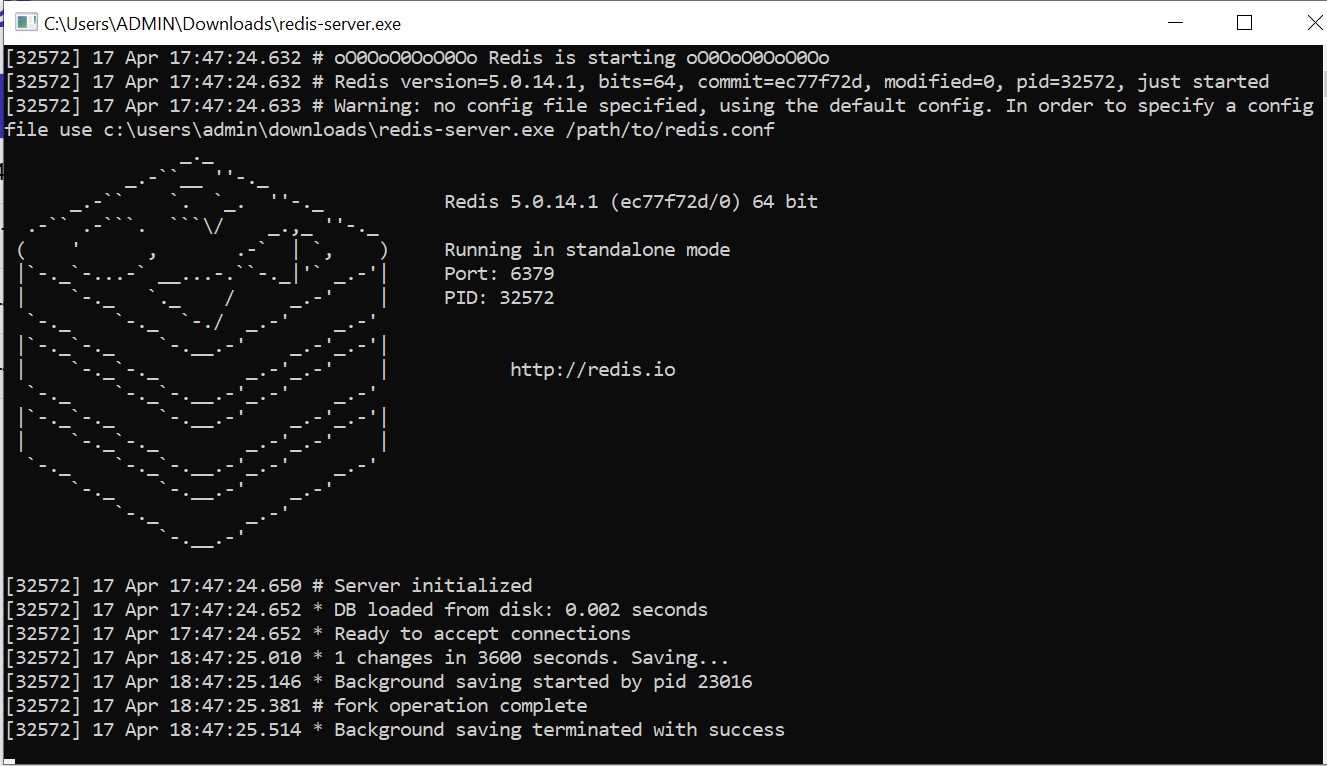 C:\Users\ADMIN\Downloads\redis-server.exe
[32572] 17 Apr 17:47:24.632 # oO0OoO0OoO0Oo Redis is starting oO0OoO0OoO0Oo
[32572] 17 Apr 17:47:24.632 # Redis version=5.0.14.1, bits=64, commit=ec77f72d, modified=0, pid=32572, just started
[32572] 17 Apr 17:47:24.633 # Warning: no config file specified, using the default config. In order to specify a config
file use c:\users\admin\downloads\redis-server.exe /path/to/redis.conf
Redis 5.0.14.1 (ec77f72d/0) 64 bit
Running in standalone mode
Port: 6379
PID: 32572
http://redis.io
[32572] 17 Apr 17:47:24.650 # Server initialized
[32572] 17 Apr 17:47:24.652 * DB loaded from disk: 0.002 seconds
[32572] 17 Apr 17:47:24.652 * Ready to accept connections
[32572] 17 Apr 18:47:25.010 * 1 changes in 3600 seconds. Saving...
[32572] 17 Apr 18:47:25.146 * Background saving started by pid 23016
[32572] 17 Apr 18:47:25.381 # fork operation complete
[32572] 17 Apr 18:47:25.514 * Background saving terminated with success